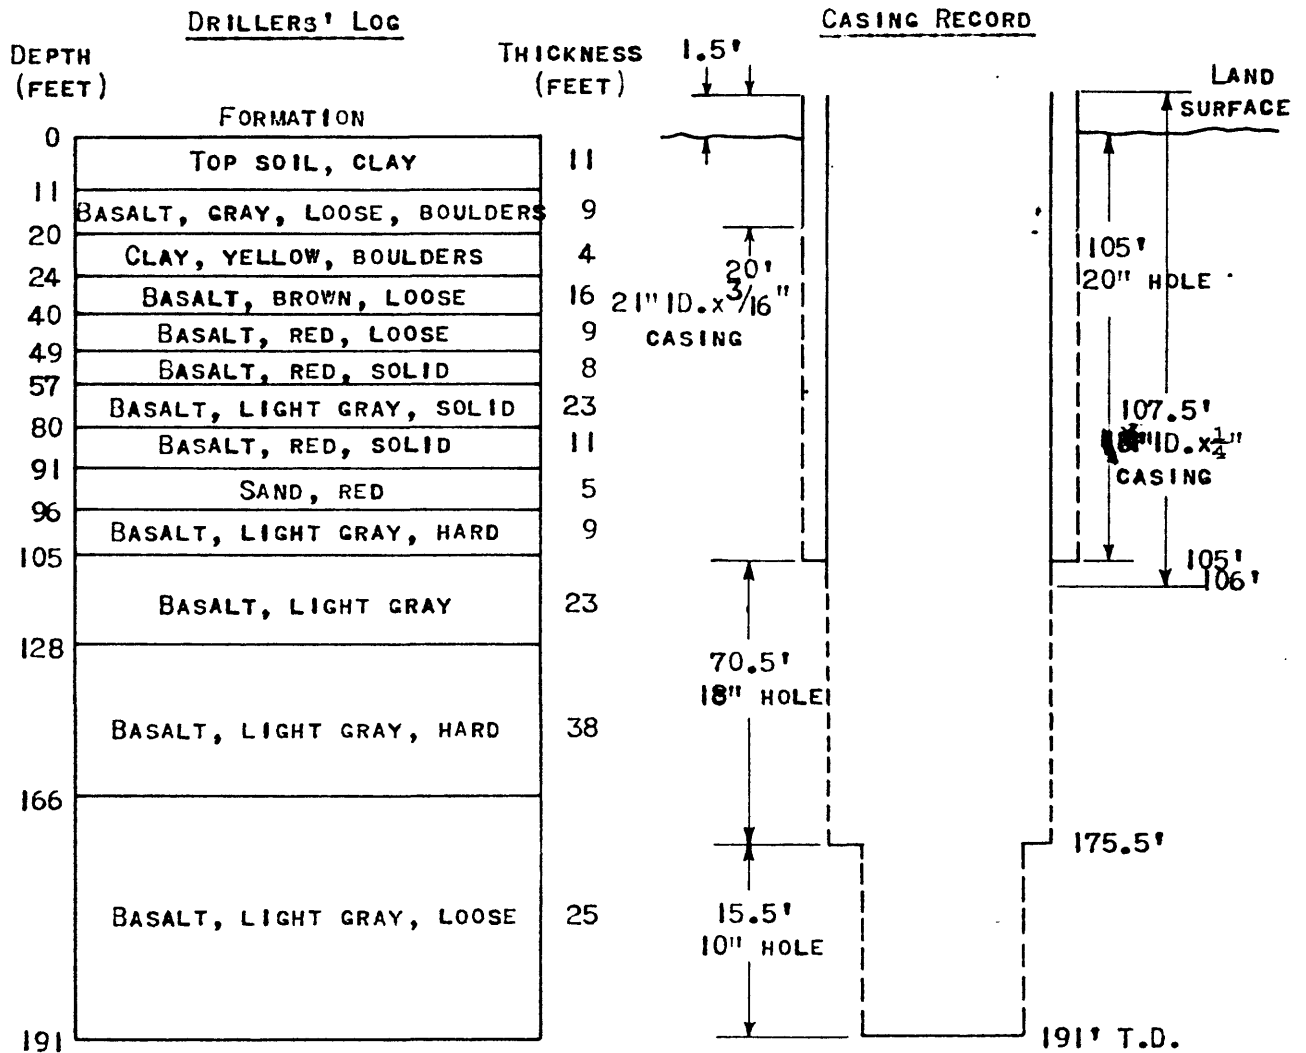 DRILLERS' LOG
DEPTH
(FEET)
THICKNESS
(FEET)
FORMATION
0
TOP SOIL, CLAY
11
11
BASALT, GRAY, LOOSE, BOULDERS
9
20
CLAY, YELLOW, BOULDERS
4
24
BASALT, BROWN, LOOSE
16
40
BASALT, RED, LOOSE
9
49
BASALT, RED, SOLID
8
57
BASALT, LIGHT GRAY, SOLID
23
80
BASALT, RED, SOLID
11
91
SAND, RED
5
96
BASALT, LIGHT GRAY, HARD
9
105
BASALT, LIGHT GRAY
23
128
BASALT, LIGHT GRAY, HARD
38
166
BASALT, LIGHT GRAY, LOOSE
25
191
CASING RECORD
1.5'
LAND
SURFACE
20'
21" ID. x 3/16"
CASING
105'
20" HOLE
107.5'
ID. x 1/4"
CASING
105'
106'
70.5'
18" HOLE
175.5'
15.5'
10" HOLE
191' T.D.